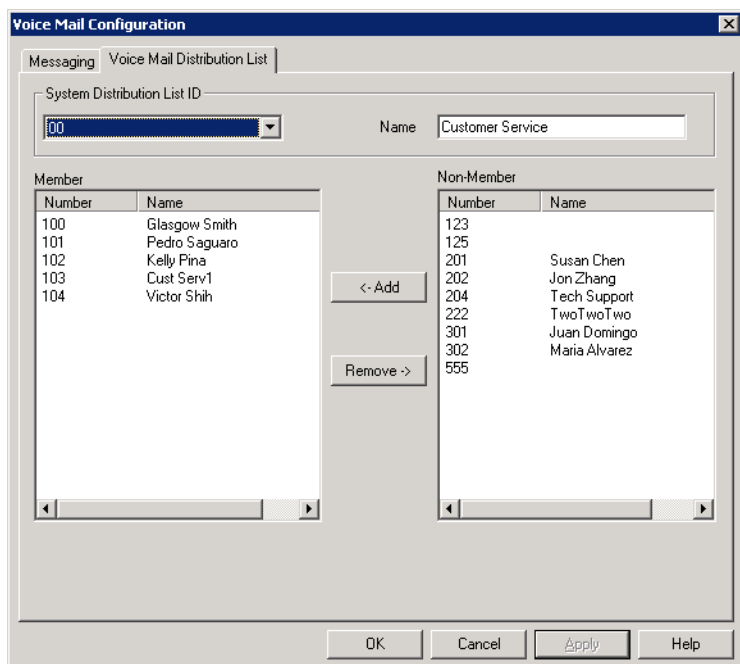 Voice Mail Configuration
Messaging Voice Mail Distribution List
System Distribution List ID
00 Name Customer Service
Member
Number Name
100 Glasgow Smith
101 Pedro Saguaro
102 Kelly Pina
103 Cust Serv1
104 Victor Shih
<- Add
Remove ->
Non-Member
Number Name
123
125
201 Susan Chen
202 Jon Zhang
204 Tech Support
222 TwoTwoTwo
301 Juan Domingo
302 Maria Alvarez
555
OK Cancel Apply Help